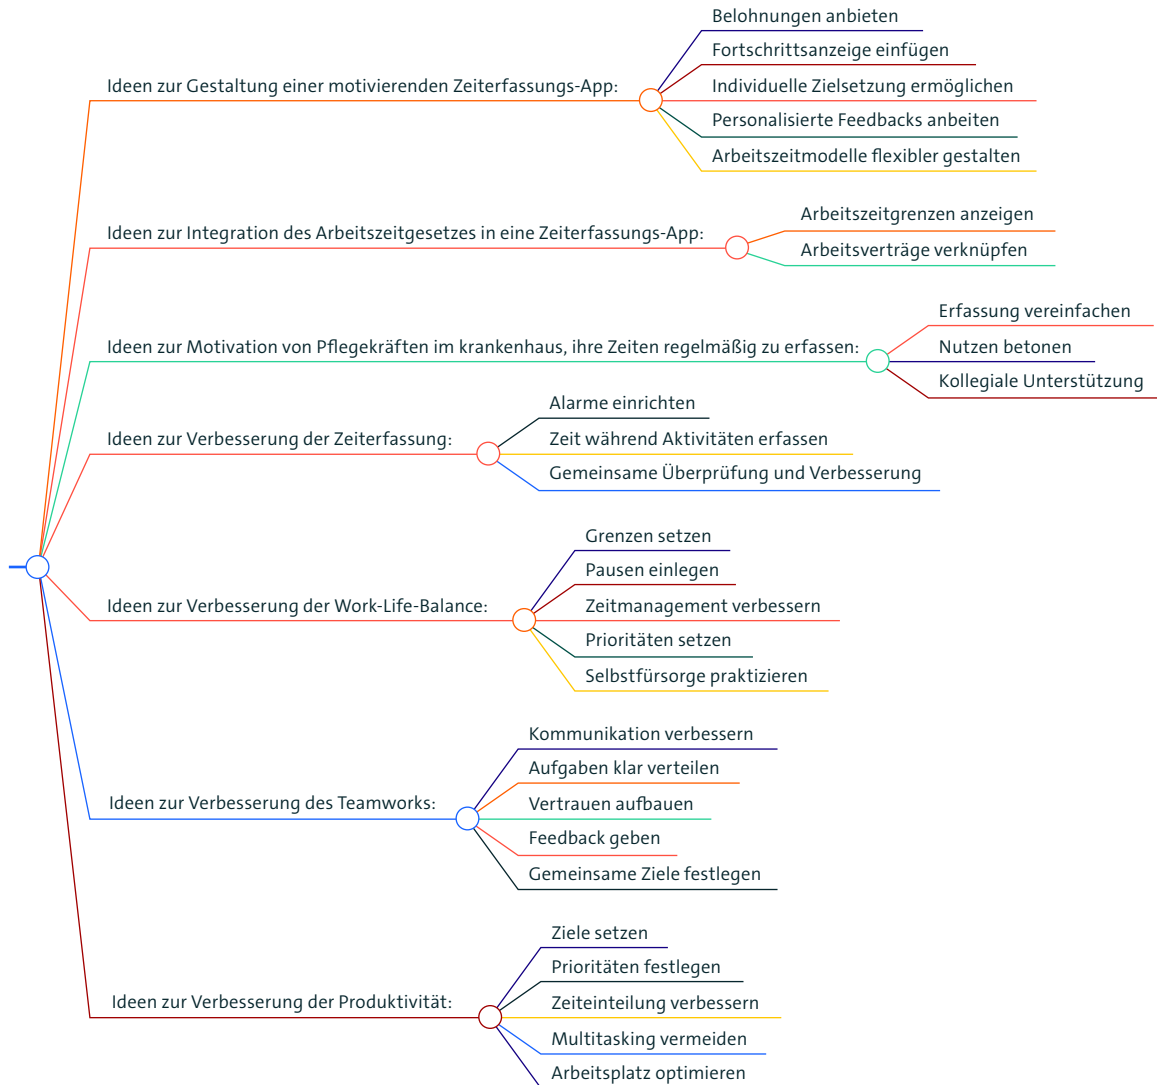 Ideen zur Gestaltung einer motivierenden Zeiterfassungs-App:
Belohnungen anbieten
Fortschrittsanzeige einfügen
Individuelle Zielsetzung ermöglichen
Personalisierte Feedbacks anbeiten
Arbeitszeitmodelle flexibler gestalten
Ideen zur Integration des Arbeitszeitgesetzes in eine Zeiterfassungs-App:
Arbeitszeitgrenzen anzeigen
Arbeitsverträge verknüpfen
Ideen zur Motivation von Pflegekräften im krankenhaus, ihre Zeiten regelmäßig zu erfassen:
Erfassung vereinfachen
Nutzen betonen
Kollegiale Unterstützung
Ideen zur Verbesserung der Zeiterfassung:
Alarme einrichten
Zeit während Aktivitäten erfassen
Gemeinsame Überprüfung und Verbesserung
Ideen zur Verbesserung der Work-Life-Balance:
Grenzen setzen
Pausen einlegen
Zeitmanagement verbessern
Prioritäten setzen
Selbstfürsorge praktizieren
Ideen zur Verbesserung des Teamworks:
Kommunikation verbessern
Aufgaben klar verteilen
Vertrauen aufbauen
Feedback geben
Gemeinsame Ziele festlegen
Ideen zur Verbesserung der Produktivität:
Ziele setzen
Prioritäten festlegen
Zeiteinteilung verbessern
Multitasking vermeiden
Arbeitsplatz optimieren